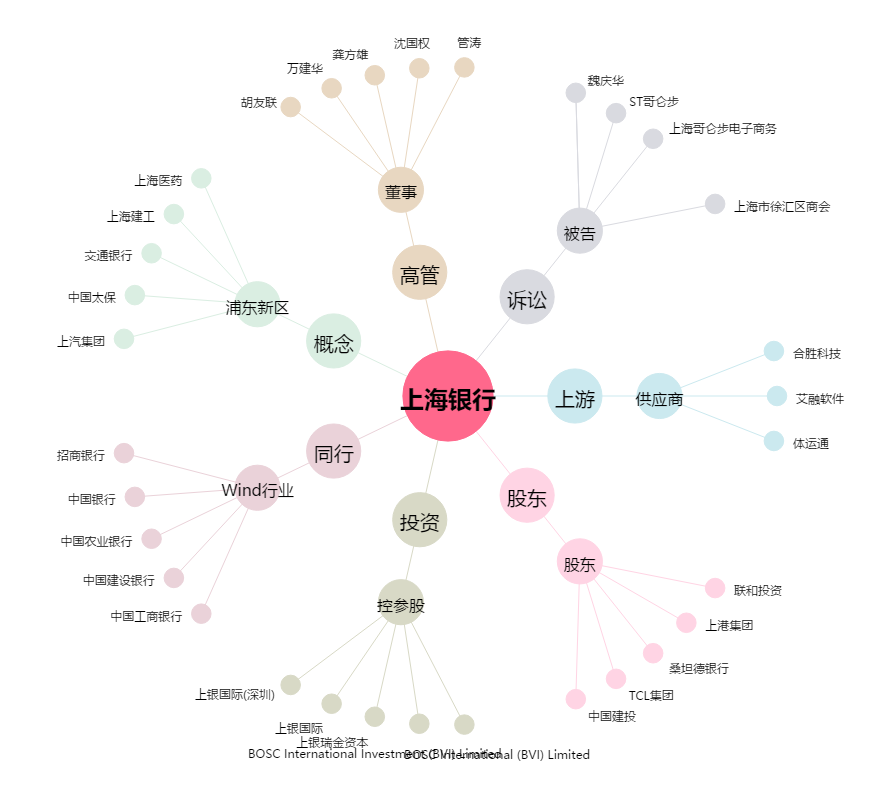 管涛
沈国权
龚方雄
万建华
胡友联
董事
高管
魏庆华
ST哥仑步
上海哥仑步电子商务
上海市徐汇区商会
被告
诉讼
上海医药
上海建工
交通银行
中国太保
上汽集团
浦东新区
概念
上海银行
上游
供应商
合胜科技
艾融软件
体运通
同行
Wind行业
招商银行
中国银行
中国农业银行
中国建设银行
中国工商银行
投资
控参股
上银国际(深圳)
上银国际
上银瑞金资本
BOSC International Investment (BVI) Limited
BOSC International (BVI) Limited
股东
股东
联和投资
上港集团
桑坦德银行
TCL集团
中国建投